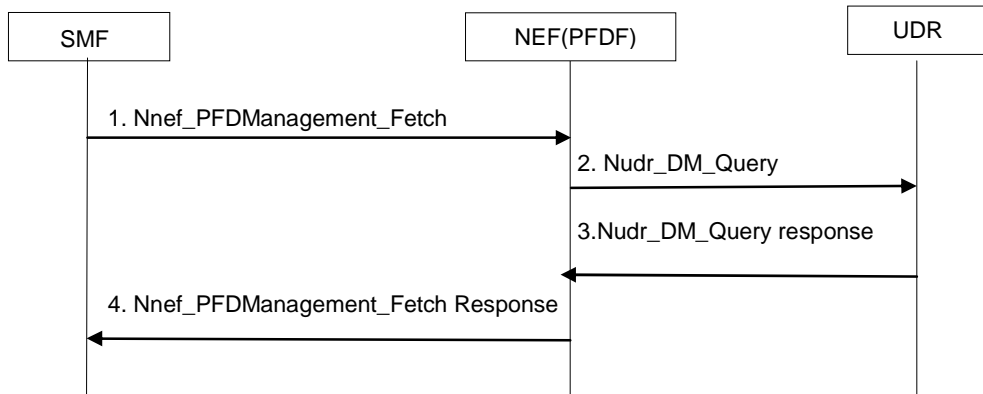 SMF
NEF(PFDF)
UDR
1. Nnef_PFDManagement_Fetch
2. Nudr_DM_Query
3.Nudr_DM_Query response
4. Nnef_PFDManagement_Fetch Response